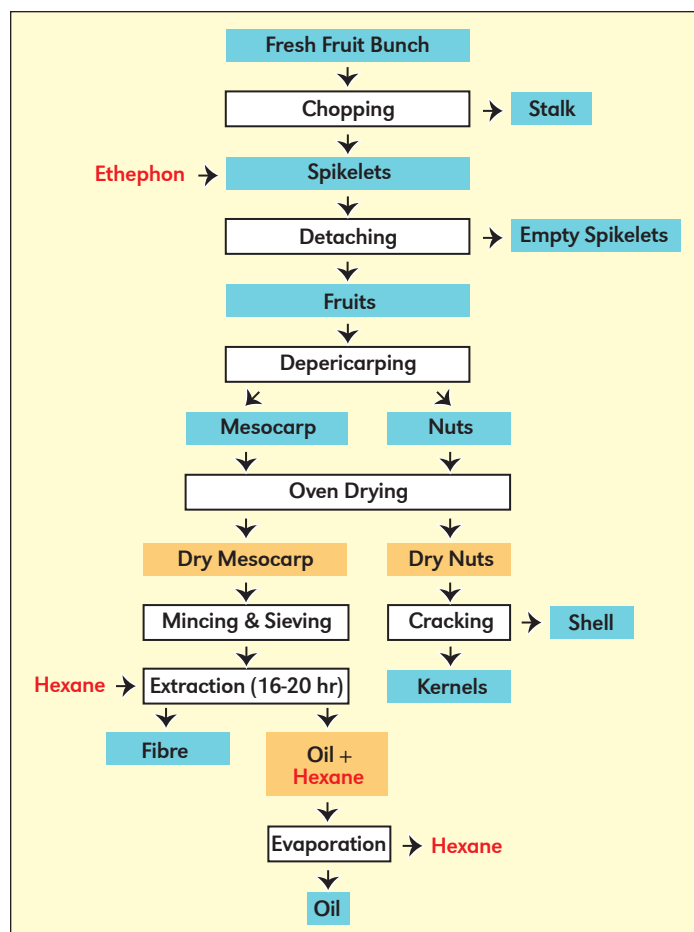 Fresh Fruit Bunch
Chopping
Stalk
Ethephon
Spikelets
Detaching
Empty Spikelets
Fruits
Depericarping
Mesocarp
Nuts
Oven Drying
Dry Mesocarp
Dry Nuts
Mincing & Sieving
Cracking
Shell
Hexane
Extraction (16-20 hr)
Kernels
Fibre
Oil +
Hexane
Evaporation
Hexane
Oil